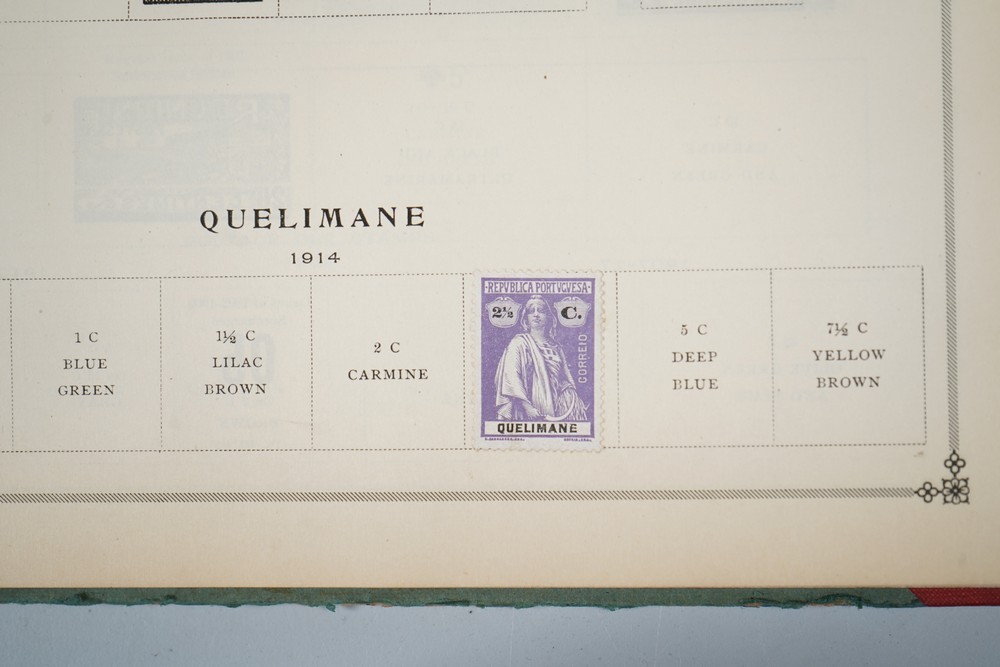 QUELIMANE
1914
1 C
BLUE
GREEN
1½ C
LILAC
BROWN
2 C
CARMINE
REPVBLICA PORTVGVESA
2½ C.
CORREIO
QUELIMANE
5 C
DEEP
BLUE
7½ C
YELLOW
BROWN